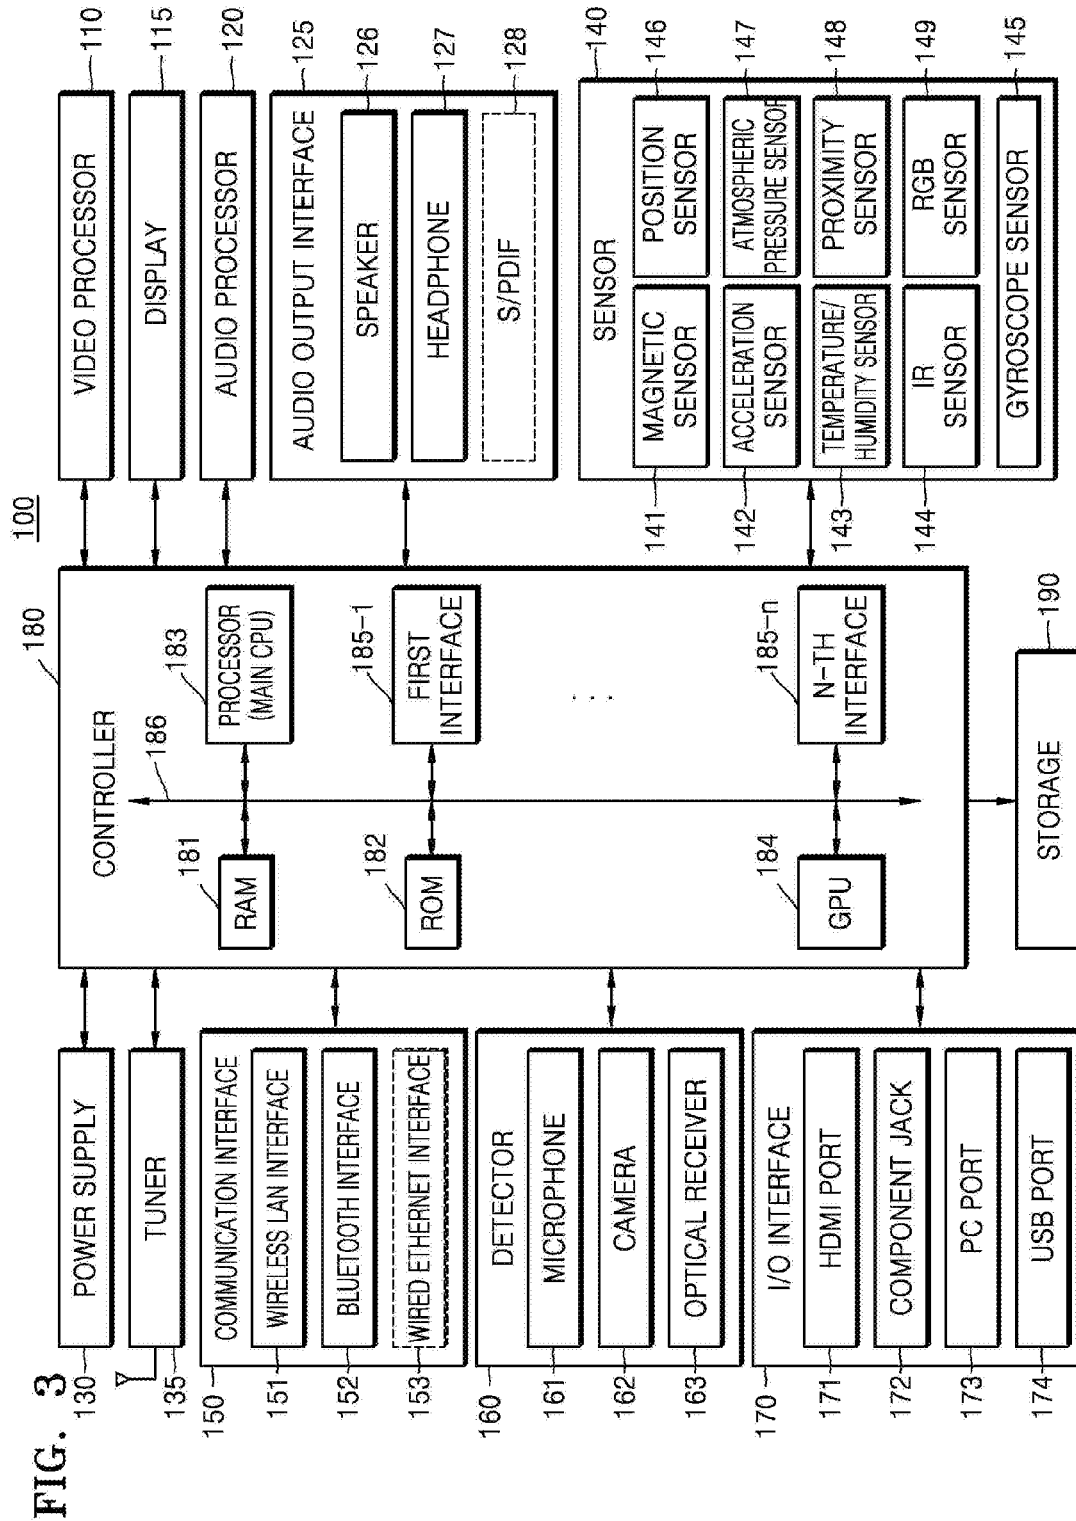 FIG. 3
100
130
POWER SUPPLY
135
TUNER
150
COMMUNICATION INTERFACE
151
WIRELESS LAN INTERFACE
152
BLUETOOTH INTERFACE
153
WIRED ETHERNET INTERFACE
160
DETECTOR
161
MICROPHONE
162
CAMERA
163
OPTICAL RECEIVER
170
I/O INTERFACE
171
HDMI PORT
172
COMPONENT JACK
173
PC PORT
174
USB PORT
180
CONTROLLER
186
181
RAM
183
PROCESSOR
(MAIN CPU)
182
ROM
185-1
FIRST
INTERFACE
. . .
184
GPU
185-n
N-TH
INTERFACE
190
STORAGE
VIDEO PROCESSOR
110
DISPLAY
115
AUDIO PROCESSOR
120
AUDIO OUTPUT INTERFACE
125
SPEAKER
126
HEADPHONE
127
S/PDIF
128
SENSOR
140
141
MAGNETIC
SENSOR
POSITION
SENSOR
146
142
ACCELERATION
SENSOR
ATMOSPHERIC
PRESSURE SENSOR
147
143
TEMPERATURE/
HUMIDITY SENSOR
PROXIMITY
SENSOR
148
144
IR
SENSOR
RGB
SENSOR
149
GYROSCOPE SENSOR
145